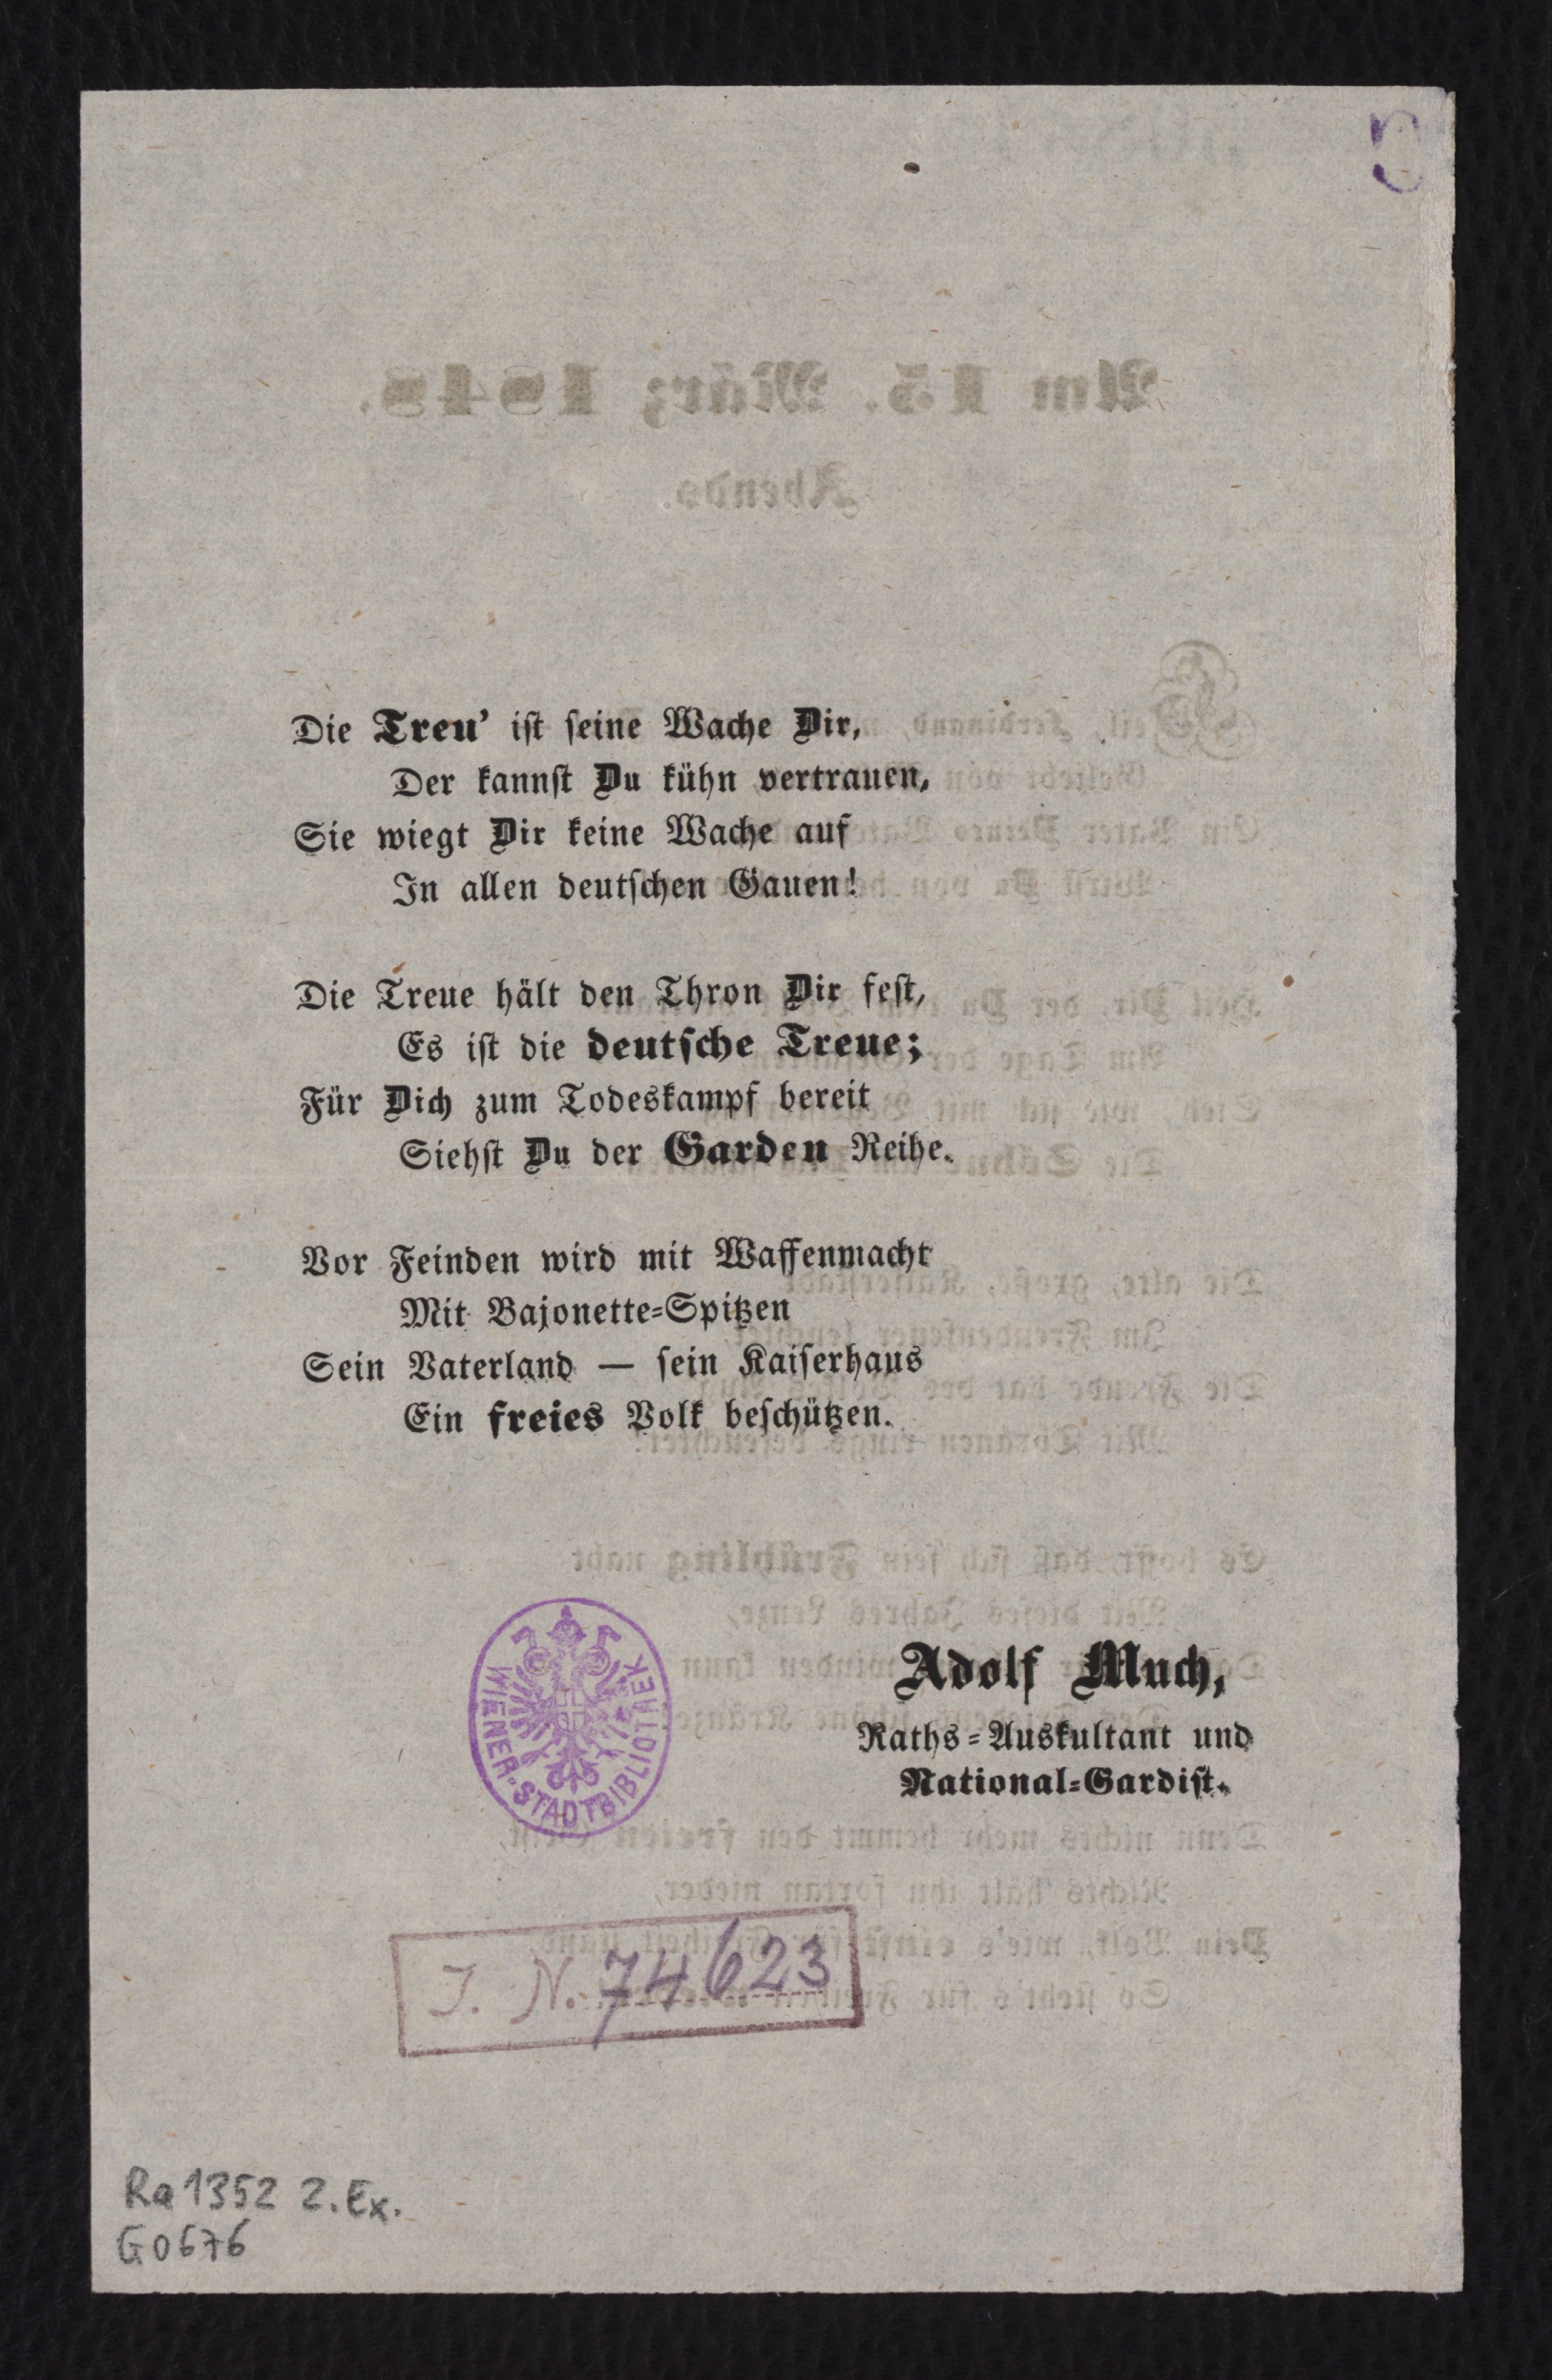 Die Treu' ist seine Wache Dir,
Der kannst Du kühn vertrauen,
Sie wiegt Dir keine Wache auf
In allen deutschen Gauen!
Die Treue hält den Thron Dir fest,
Es ist die deutsche Treue;
Für Dich zum Todeskampf bereit
Siehst Du der Garden Reihe.
Vor Feinden wird mit Waffenmacht
Mit Bajonette-Spitzen
Sein Vaterland — sein Kaiserhaus
Ein freies Volk beschützen.
Adolf Much,
Raths-Auskultant und
National-Gardist.
WIENER-STADTBIBLIOTHEK
J. N. 74623
Ra 1352 2. Ex.
G0676